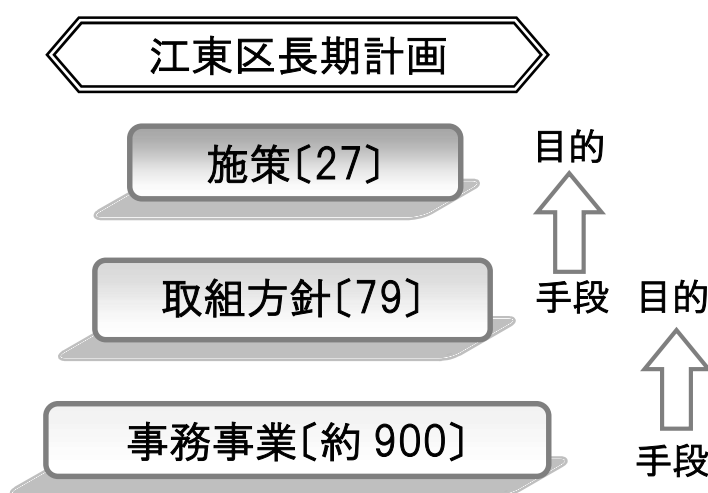 江東区長期計画
施策〔27〕
目的
取組方針〔79〕
手段 目的
事務事業〔約 900〕
手段